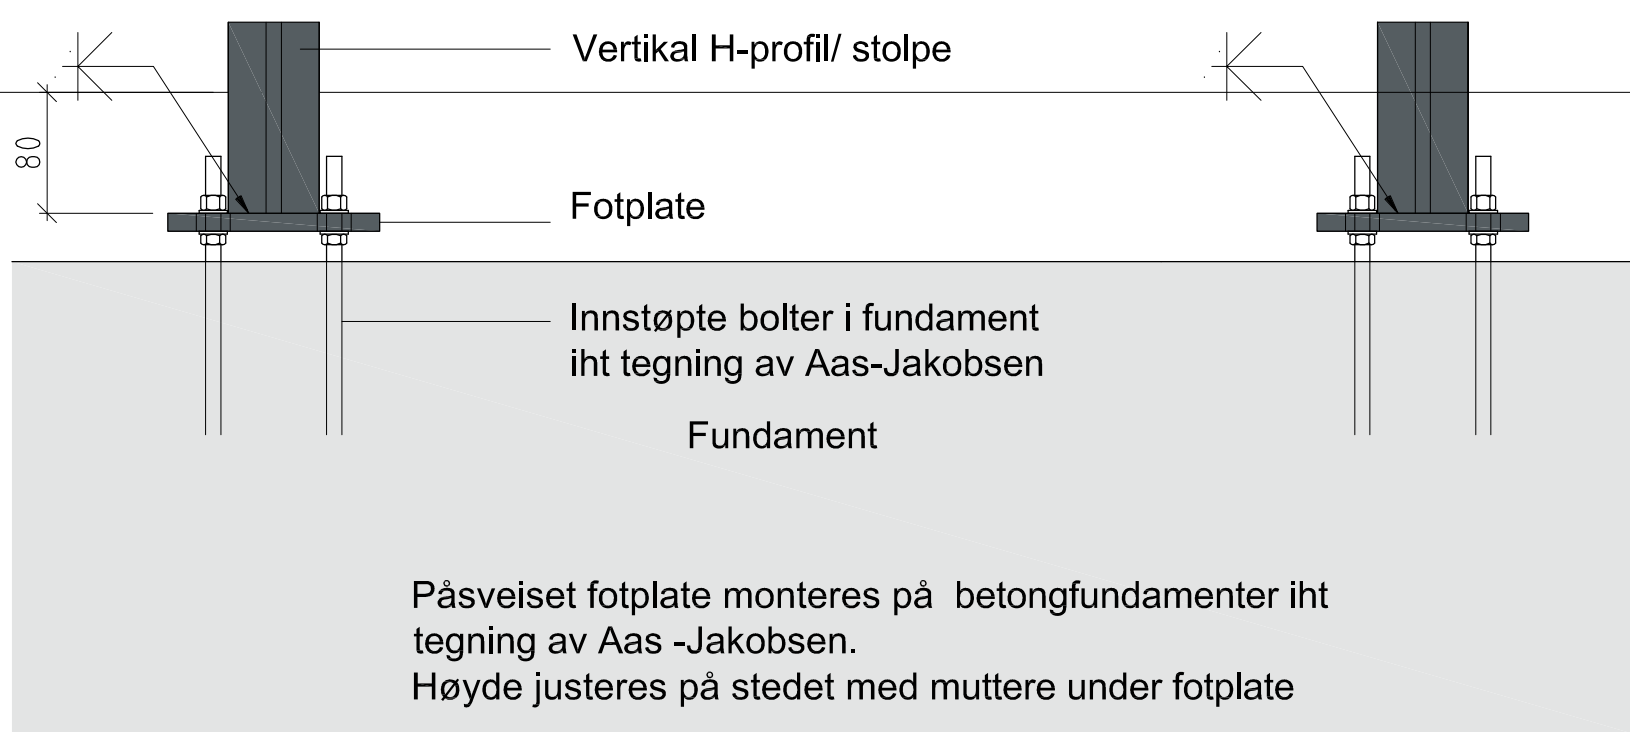 Vertikal H-profil/ stolpe
80
Fotplate
Innstøpte bolter i fundament
iht tegning av Aas-Jakobsen
Fundament
Påsveiset fotplate monteres på  betongfundamenter iht
tegning av Aas -Jakobsen.
Høyde justeres på stedet med muttere under fotplate